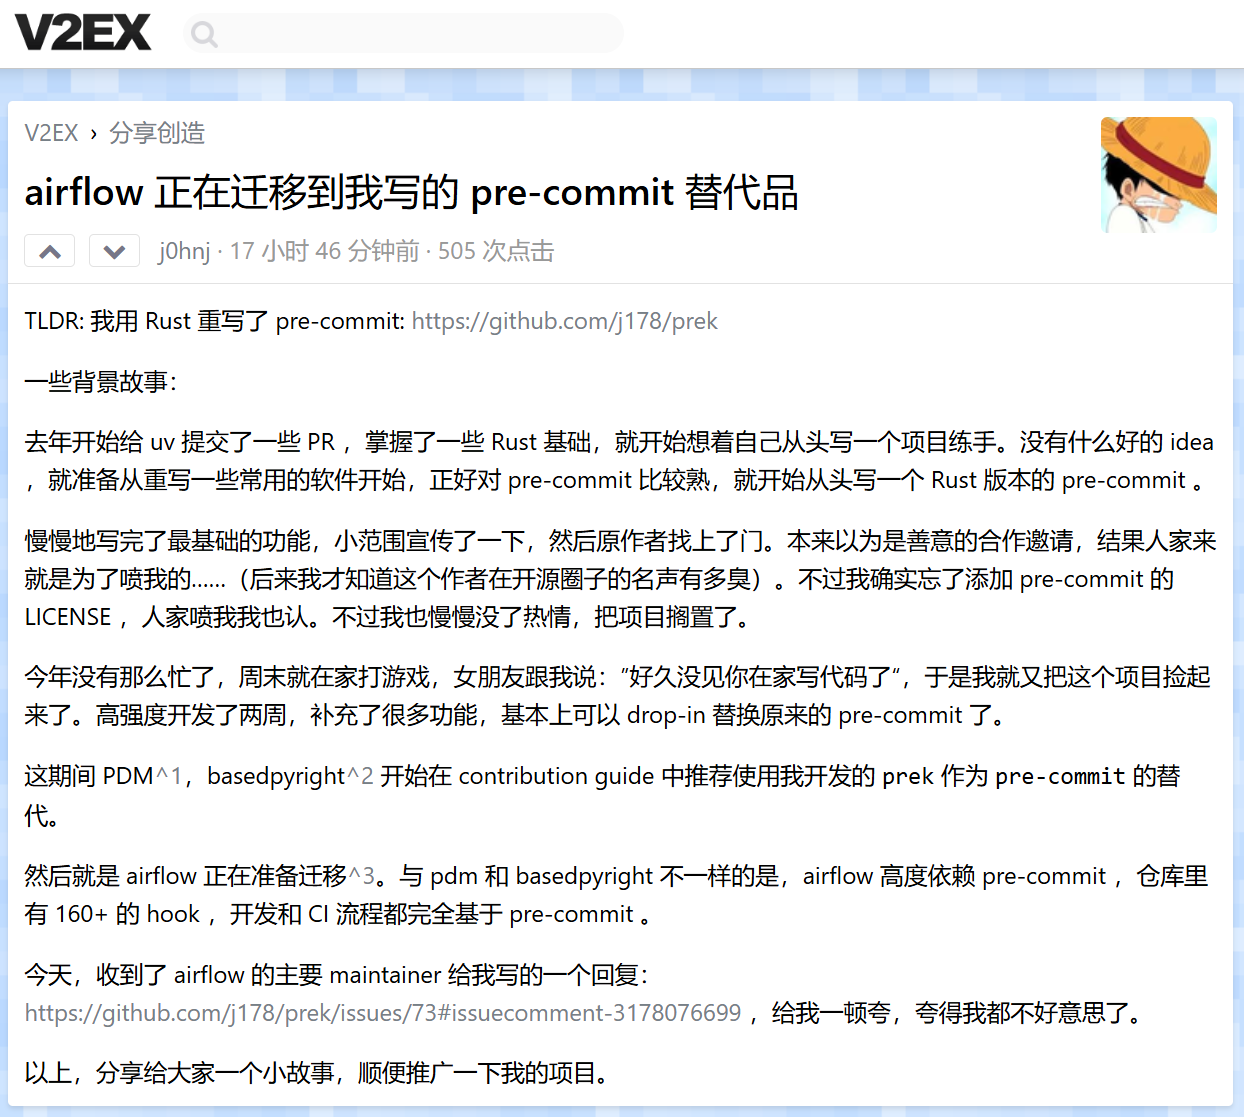 V2EX
V2EX › 分享创造
airflow 正在迁移到我写的 pre-commit 替代品
j0hnj · 17 小时 46 分钟前 · 505 次点击
TLDR: 我用 Rust 重写了 pre-commit: https://github.com/j178/prek
一些背景故事：
去年开始给 uv 提交了一些 PR ，掌握了一些 Rust 基础，就开始想着自己从头写一个项目练手。没有什么好的 idea
，就准备从重写一些常用的软件开始，正好对 pre-commit 比较熟，就开始从头写一个 Rust 版本的 pre-commit 。
慢慢地写完了最基础的功能，小范围宣传了一下，然后原作者找上了门。本来以为是善意的合作邀请，结果人家来
就是为了喷我的……（后来我才知道这个作者在开源圈子的名声有多臭）。不过我确实忘了添加 pre-commit 的
LICENSE ，人家喷我我也认。不过我也慢慢没了热情，把项目搁置了。
今年没有那么忙了，周末就在家打游戏，女朋友跟我说：”好久没见你在家写代码了“，于是我就又把这个项目捡起
来了。高强度开发了两周，补充了很多功能，基本上可以 drop-in 替换原来的 pre-commit 了。
这期间 PDM^1，basedpyright^2 开始在 contribution guide 中推荐使用我开发的 prek 作为 pre-commit 的替
代。
然后就是 airflow 正在准备迁移^3。与 pdm 和 basedpyright 不一样的是，airflow 高度依赖 pre-commit ，仓库里
有 160+ 的 hook ，开发和 CI 流程都完全基于 pre-commit 。
今天，收到了 airflow 的主要 maintainer 给我写的一个回复：
https://github.com/j178/prek/issues/73#issuecomment-3178076699 ，给我一顿夸，夸得我都不好意思了。
以上，分享给大家一个小故事，顺便推广一下我的项目。